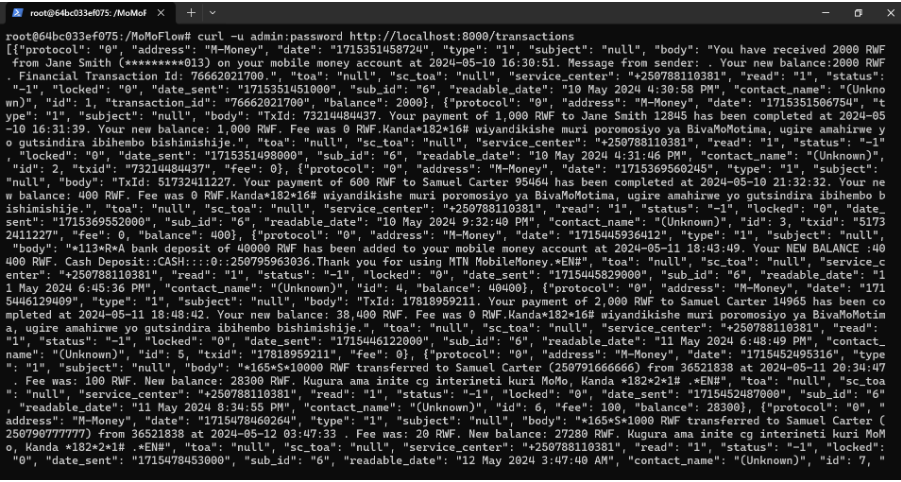 root@64bc033ef075: /MoMoF
root@64bc033ef075:/MoMoFlow# curl -u admin:password http://localhost:8000/transactions
[{"protocol": "0", "address": "M-Money", "date": "1715351458724", "type": "1", "subject": "null", "body": "You have received 2000 RWF
from Jane Smith (*********013) on your mobile money account at 2024-05-10 16:30:51. Message from sender: . Your new balance:2000 RWF
. Financial Transaction Id: 76662021700.", "toa": "null", "sc_toa": "null", "service_center": "+250788110381", "read": "1", "status":
"-1", "locked": "0", "date_sent": "1715351451000", "sub_id": "6", "readable_date": "10 May 2024 4:30:58 PM", "contact_name": "(Unkno
wn)", "id": 1, "transaction_id": "76662021700", "balance": 2000}, {"protocol": "0", "address": "M-Money", "date": "1715351506754", "t
ype": "1", "subject": "null", "body": "TxId: 73214484437. Your payment of 1,000 RWF to Jane Smith 12845 has been completed at 2024-05
-10 16:31:39. Your new balance: 1,000 RWF. Fee was 0 RWF.Kanda*182*16# wiyandikishe muri poromosiyo ya BivaMoMotima, ugire amahirwe y
o gutsindira ibihembo bishimishije.", "toa": "null", "sc_toa": "null", "service_center": "+250788110381", "read": "1", "status": "-1"
, "locked": "0", "date_sent": "1715351498000", "sub_id": "6", "readable_date": "10 May 2024 4:31:46 PM", "contact_name": "(Unknown)",
"id": 2, "txid": "73214484437", "fee": 0}, {"protocol": "0", "address": "M-Money", "date": "1715369560245", "type": "1", "subject":
"null", "body": "TxId: 51732411227. Your payment of 600 RWF to Samuel Carter 95464 has been completed at 2024-05-10 21:32:32. Your ne
w balance: 400 RWF. Fee was 0 RWF.Kanda*182*16# wiyandikishe muri poromosiyo ya BivaMoMotima, ugire amahirwe yo gutsindira ibihembo b
ishimishije.", "toa": "null", "sc_toa": "null", "service_center": "+250788110381", "read": "1", "status": "-1", "locked": "0", "date_
sent": "1715369552000", "sub_id": "6", "readable_date": "10 May 2024 9:32:40 PM", "contact_name": "(Unknown)", "id": 3, "txid": "5173
2411227", "fee": 0, "balance": 400}, {"protocol": "0", "address": "M-Money", "date": "1715445936412", "type": "1", "subject": "null",
"body": "*113*R*A bank deposit of 40000 RWF has been added to your mobile money account at 2024-05-11 18:43:49. Your NEW BALANCE :40
400 RWF. Cash Deposit::CASH::::0::250795963036.Thank you for using MTN MobileMoney.*EN#", "toa": "null", "sc_toa": "null", "service_c
enter": "+250788110381", "read": "1", "status": "-1", "locked": "0", "date_sent": "1715445829000", "sub_id": "6", "readable_date": "1
1 May 2024 6:45:36 PM", "contact_name": "(Unknown)", "id": 4, "balance": 40400}, {"protocol": "0", "address": "M-Money", "date": "171
5446129409", "type": "1", "subject": "null", "body": "TxId: 17818959211. Your payment of 2,000 RWF to Samuel Carter 14965 has been co
mpleted at 2024-05-11 18:48:42. Your new balance: 38,400 RWF. Fee was 0 RWF.Kanda*182*16# wiyandikishe muri poromosiyo ya BivaMoMotim
a, ugire amahirwe yo gutsindira ibihembo bishimishije.", "toa": "null", "sc_toa": "null", "service_center": "+250788110381", "read":
"1", "status": "-1", "locked": "0", "date_sent": "1715446122000", "sub_id": "6", "readable_date": "11 May 2024 6:48:49 PM", "contact_
name": "(Unknown)", "id": 5, "txid": "17818959211", "fee": 0}, {"protocol": "0", "address": "M-Money", "date": "1715452495316", "type
": "1", "subject": "null", "body": "*165*S*10000 RWF transferred to Samuel Carter (250791666666) from 36521838 at 2024-05-11 20:34:47
. Fee was: 100 RWF. New balance: 28300 RWF. Kugura ama inite cg interineti kuri MoMo, Kanda *182*2*1# .*EN#", "toa": "null", "sc_toa
": "null", "service_center": "+250788110381", "read": "1", "status": "-1", "locked": "0", "date_sent": "1715452487000", "sub_id": "6"
, "readable_date": "11 May 2024 8:34:55 PM", "contact_name": "(Unknown)", "id": 6, "fee": 100, "balance": 28300}, {"protocol": "0", "
address": "M-Money", "date": "1715478460264", "type": "1", "subject": "null", "body": "*165*S*1000 RWF transferred to Samuel Carter (
250790777777) from 36521838 at 2024-05-12 03:47:33 . Fee was: 20 RWF. New balance: 27280 RWF. Kugura ama inite cg interineti kuri MoM
o, Kanda *182*2*1# .*EN#", "toa": "null", "sc_toa": "null", "service_center": "+250788110381", "read": "1", "status": "-1", "locked":
"0", "date_sent": "1715478453000", "sub_id": "6", "readable_date": "12 May 2024 3:47:40 AM", "contact_name": "(Unknown)", "id": 7, "